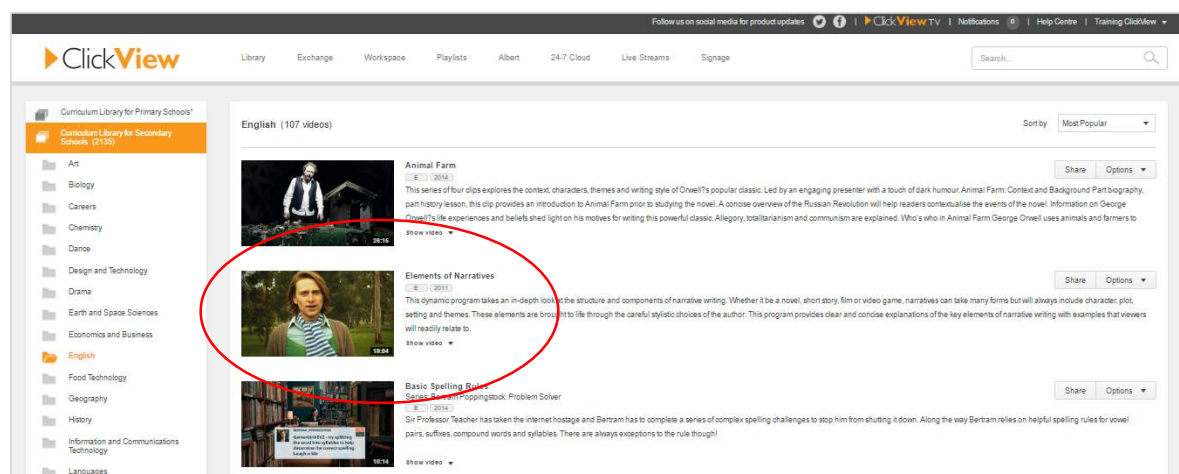 Follow us on social media for product updates | ClickView TV | Notifications 0 | Help Centre | Training ClickView
ClickView
Library Exchange Workspace Playlists Albert 24-7 Cloud Live Streams Signage
Search...
Curriculum Library for Primary Schools*
Curriculum Library for Secondary
Schools (2135)
Art
Biology
Careers
Chemistry
Dance
Design and Technology
Drama
Earth and Space Sciences
Economics and Business
English
Food Technology
Geography
History
Information and Communications
Technology
Languages
English (107 videos)
Sort by Most Popular
26:15
Animal Farm
E 2014
Share Options
This series of four clips explores the context, characters, themes and writing style of Orwell?s popular classic. Led by an engaging presenter with a touch of dark humour. Animal Farm: Context and Background Part biography,
part history lesson, this clip provides an introduction to Animal Farm prior to studying the novel. A concise overview of the Russian Revolution will help readers contextualise the events of the novel. Information on George
Orwell?s life experiences and beliefs shed light on his motives for writing this powerful classic. Allegory, totalitarianism and communism are explained. Who's who in Animal Farm George Orwell uses animals and farmers to
Show video
Elements of Narratives
E 2011
Share Options
This dynamic program takes an in-depth look at the structure and components of narrative writing. Whether it be a novel, short story, film or video game, narratives can take many forms but will always include character, plot,
setting and themes. These elements are brought to life through the careful stylistic choices of the author. This program provides clear and concise explanations of the key elements of narrative writing with examples that viewers
will readily relate to.
Show video
Basic Spelling Rules
Series: Bertram Poppingstock: Problem Solver
E 2014
Share Options
Sir Professor Teacher has taken the internet hostage and Bertram has to complete a series of complex spelling challenges to stop him from shutting it down. Along the way Bertram relies on helpful spelling rules for vowel
pairs, suffixes, compound words and syllables. There are always exceptions to the rule though!
the word into syllables to help
determine the correct spelling.
10:14
Show video